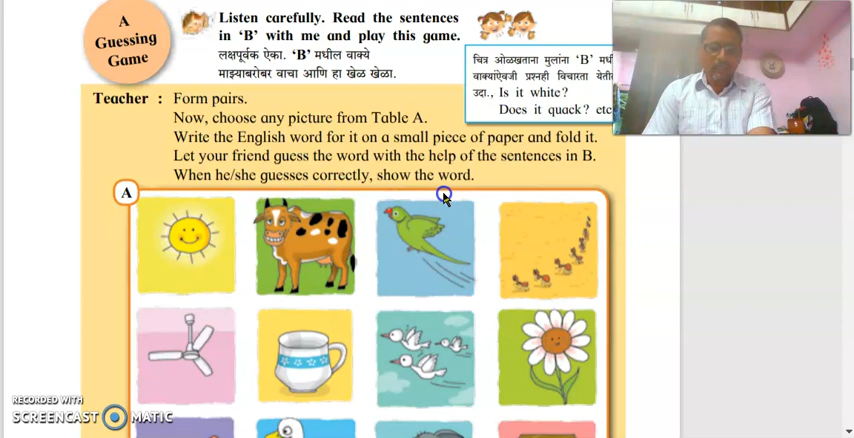 A
Guessing
Game
Listen carefully. Read the sentences
in ‘B’ with me and play this game.
लक्षपूर्वक ऐका. ‘B’ मधील वाक्ये
माझ्याबरोबर वाचा आणि हा खेळ खेळा.
चित्र ओळखताना मुलांना ‘B’
वाक्यांऐवजी प्रश्नही विचारता येती
उदा., Is it white?
Does it quack? etc
Teacher : Form pairs.
Now, choose any picture from Table A.
Write the English word for it on a small piece of paper and fold it.
Let your friend guess the word with the help of the sentences in B.
When he/she guesses correctly, show the word.
A
RECORDED WITH
SCREENCAST MATIC